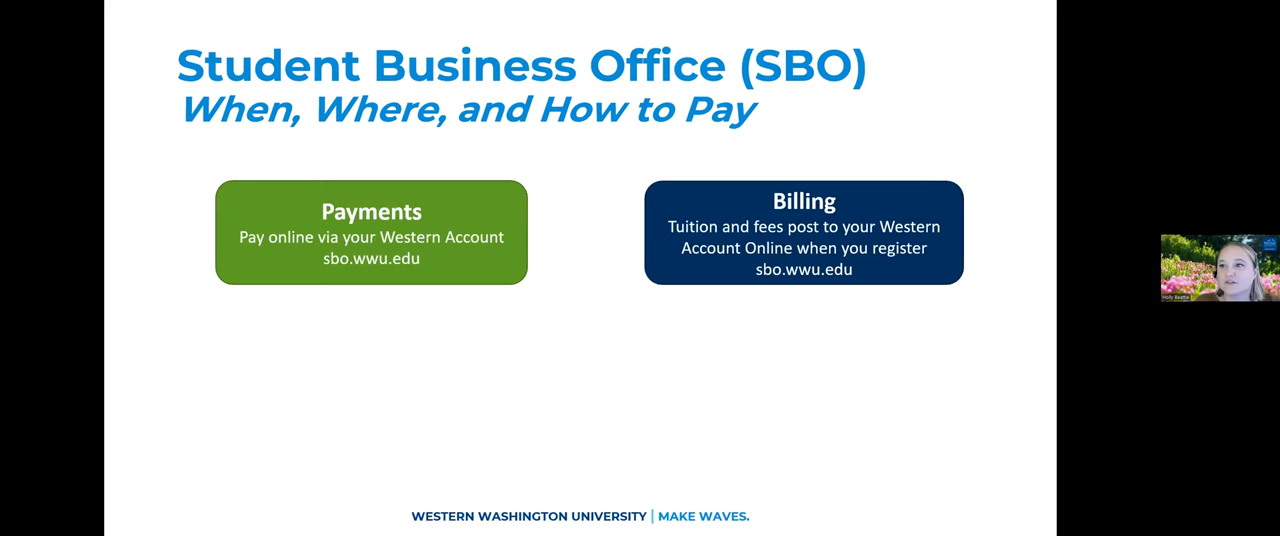 Student Business Office (SBO)
When, Where, and How to Pay
Payments
Pay online via your Western Account
sbo.wwu.edu
Billing
Tuition and fees post to your Western
Account Online when you register
sbo.wwu.edu
Holly Beattie
WESTERN WASHINGTON UNIVERSITY | MAKE WAVES.